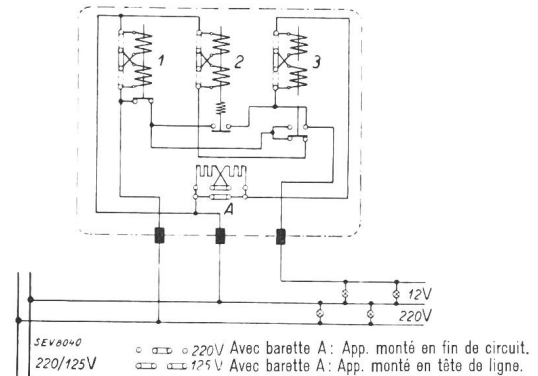 1 2 3
A
12V
220V
SEV8040
220/125V
220V Avec barette A : App. monté en fin de circuit.
125V Avec barette A : App. monté en tête de ligne.